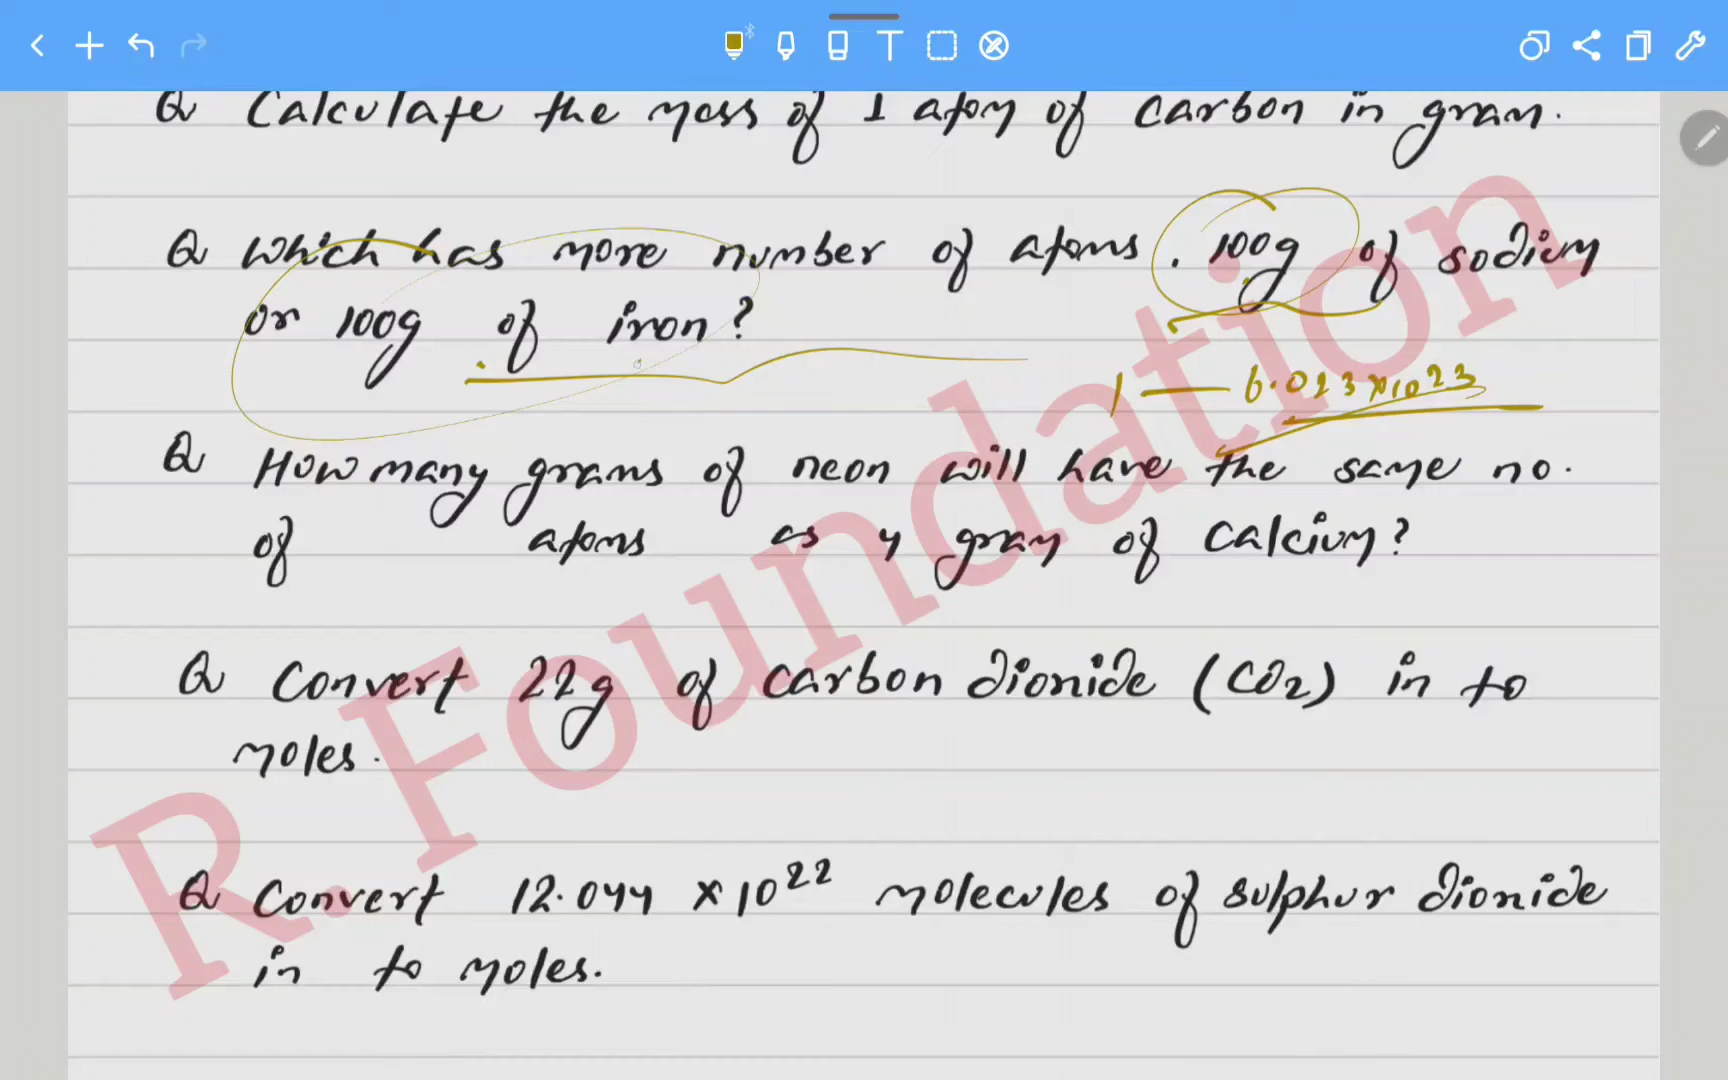 Q Calculate the mass of 1 atom of carbon in gram.
Q Which has more number of atoms. 100g of sodium
or 100g of iron?
1 — 6.023×10²³
Q How many grams of neon will have the same no.
of atoms as 4 gram of calcium?
Q Convert 22g of carbon dioxide (CO₂) in to
moles.
Q Convert 12.044 ×10²² molecules of sulphur dioxide
in to moles.
R. Foundation